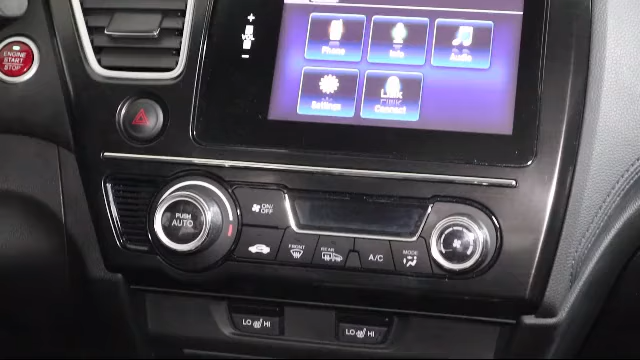 ENGINE
START
STOP
+
VOL
−
Phone
Info
Audio
Settings
Connect
PUSH
AUTO
ON/
OFF
FRONT
REAR
A/C
MODE
LO HI
LO HI